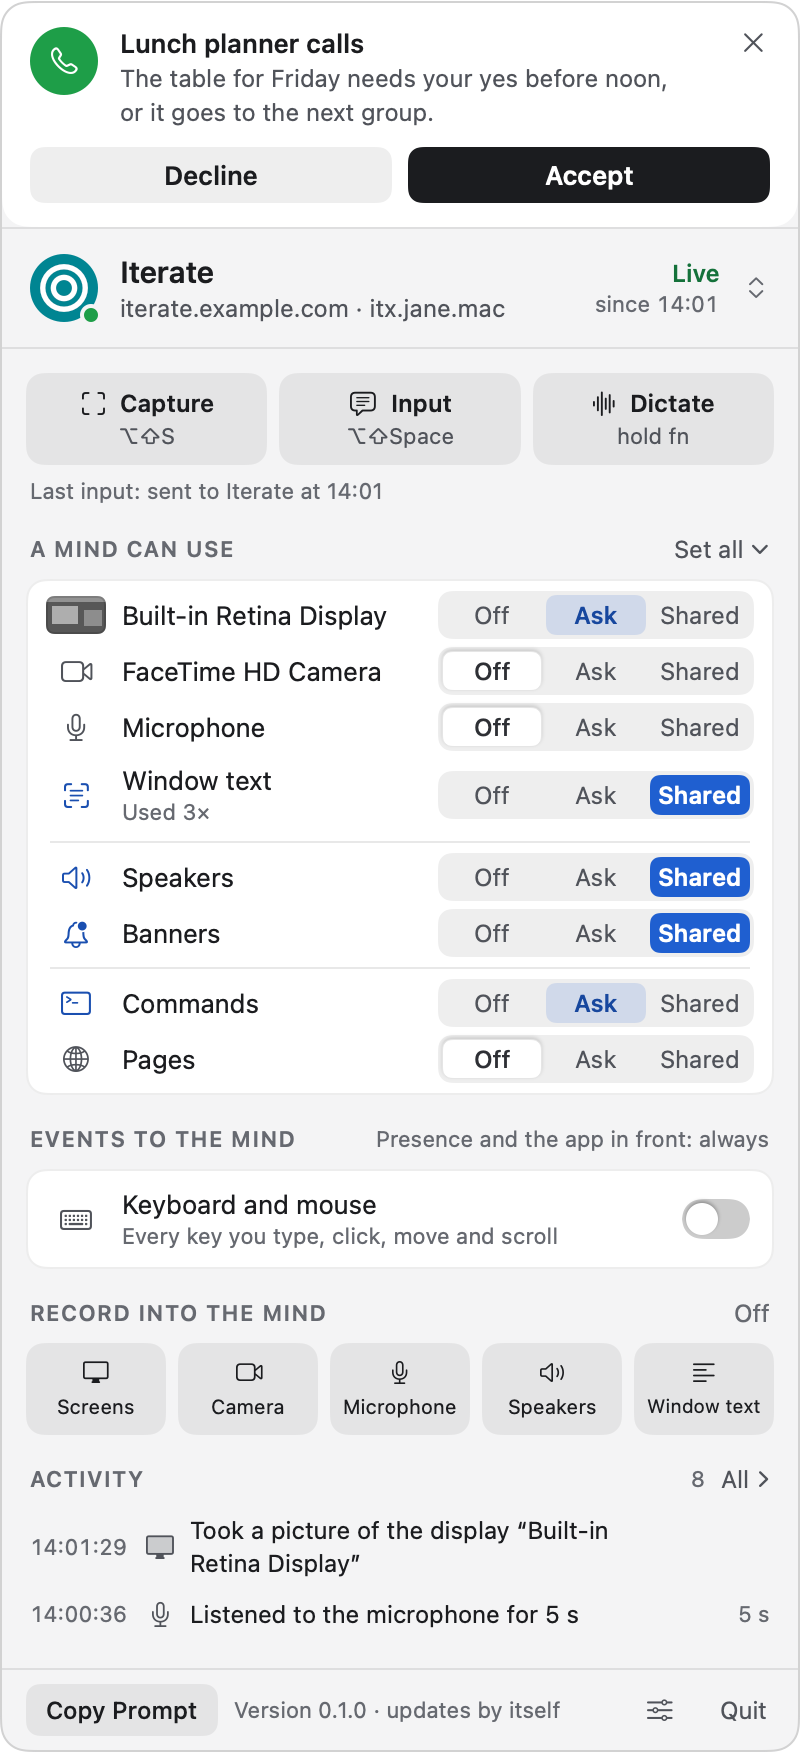 Lunch planner calls
The table for Friday needs your yes before noon,
or it goes to the next group.
Decline
Accept
Iterate
iterate.example.com · itx.jane.mac
Live
since 14:01
Capture
⌥⇧S
Input
⌥⇧Space
Dictate
hold fn
Last input: sent to Iterate at 14:01
A MIND CAN USE
Set all
Built-in Retina Display
Off Ask Shared
FaceTime HD Camera
Off Ask Shared
Microphone
Off Ask Shared
Window text
Used 3×
Off Ask Shared
Speakers
Off Ask Shared
Banners
Off Ask Shared
Commands
Off Ask Shared
Pages
Off Ask Shared
EVENTS TO THE MIND
Presence and the app in front: always
Keyboard and mouse
Every key you type, click, move and scroll
RECORD INTO THE MIND
Off
Screens
Camera
Microphone
Speakers
Window text
ACTIVITY
8 All
14:01:29
Took a picture of the display “Built-in
Retina Display”
14:00:36
Listened to the microphone for 5 s
5 s
Copy Prompt
Version 0.1.0 · updates by itself
Quit